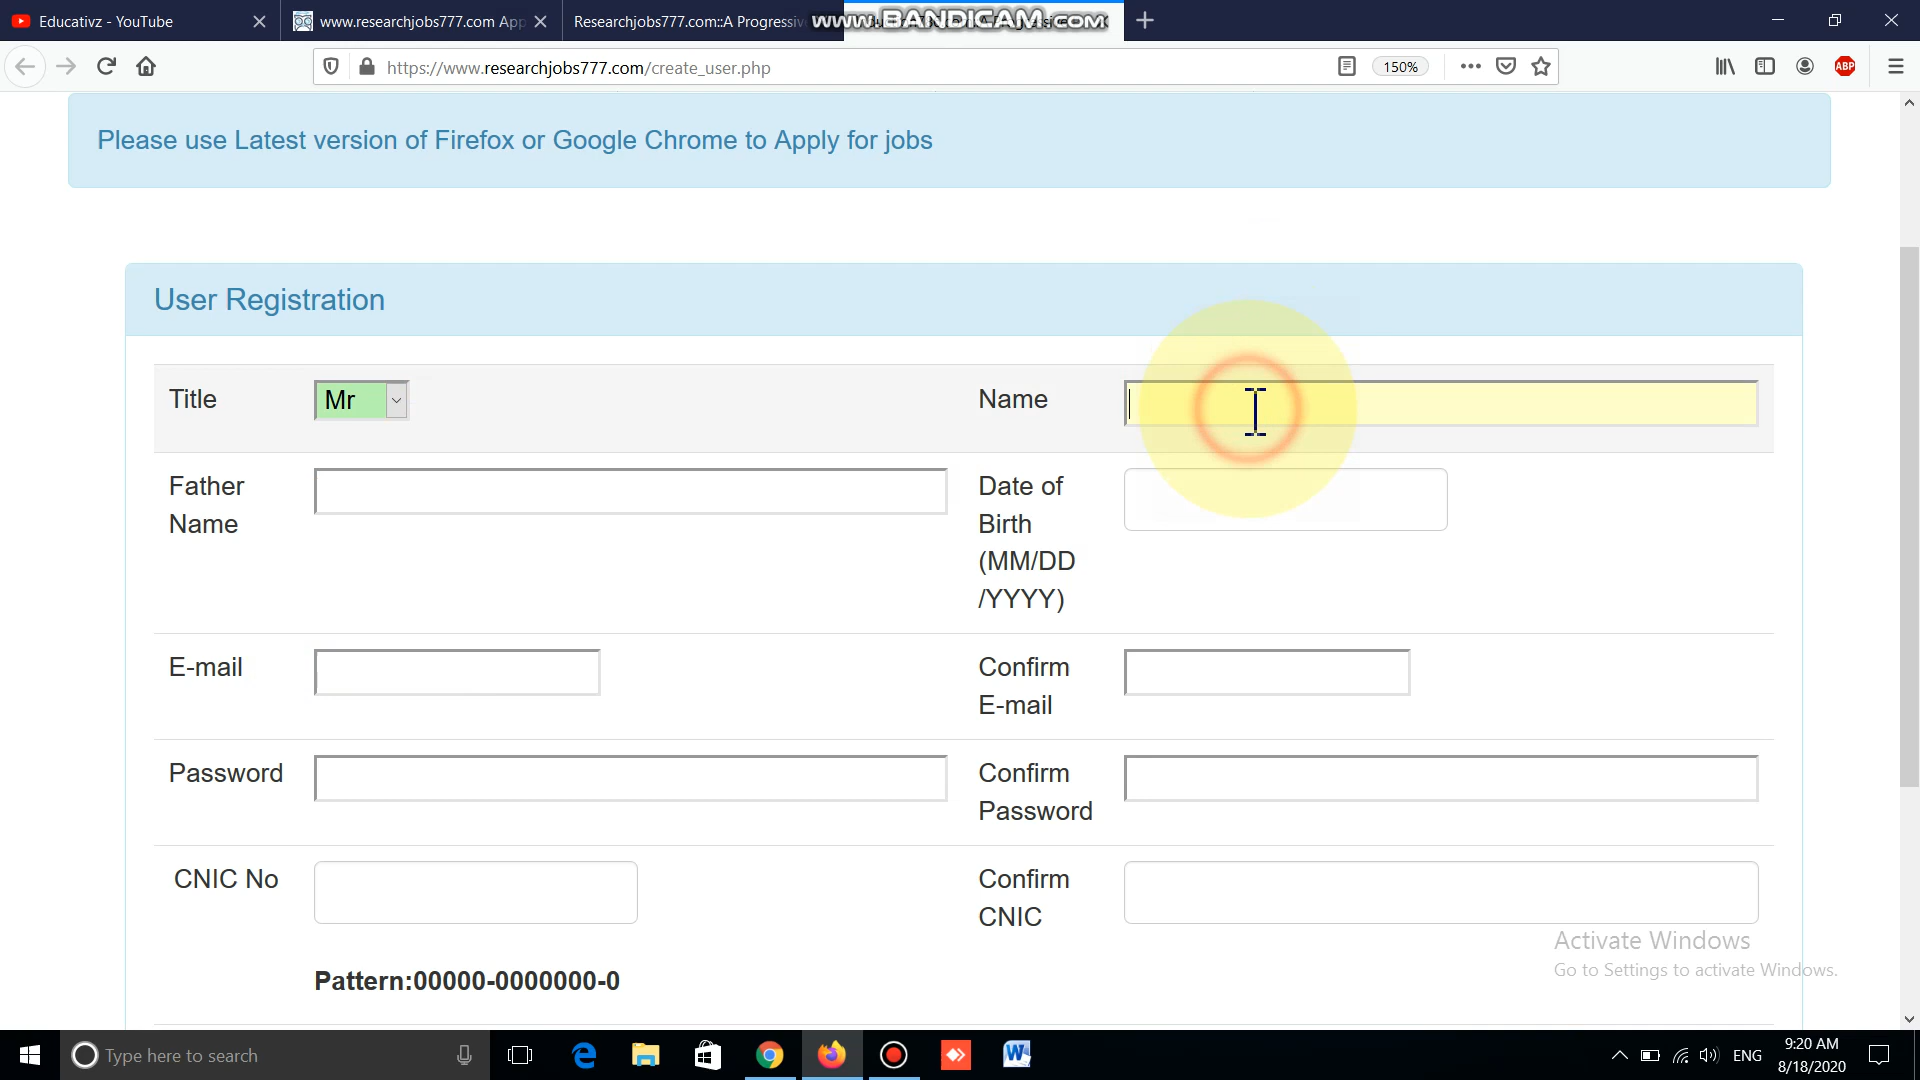 Educativz - YouTube
www.researchjobs777.com App
Researchjobs777.com::A Progressiv
www.BANDICAM.com
https://www.researchjobs777.com/create_user.php
150%
ABP
Please use Latest version of Firefox or Google Chrome to Apply for jobs
User Registration
Title
Mr
Name
Father
Name
Date of
Birth
(MM/DD
/YYYY)
E-mail
Confirm
E-mail
Password
Confirm
Password
CNIC No
Confirm
CNIC
Pattern:00000-0000000-0
Activate Windows
Go to Settings to activate Windows.
Type here to search
ENG
9:20 AM
8/18/2020